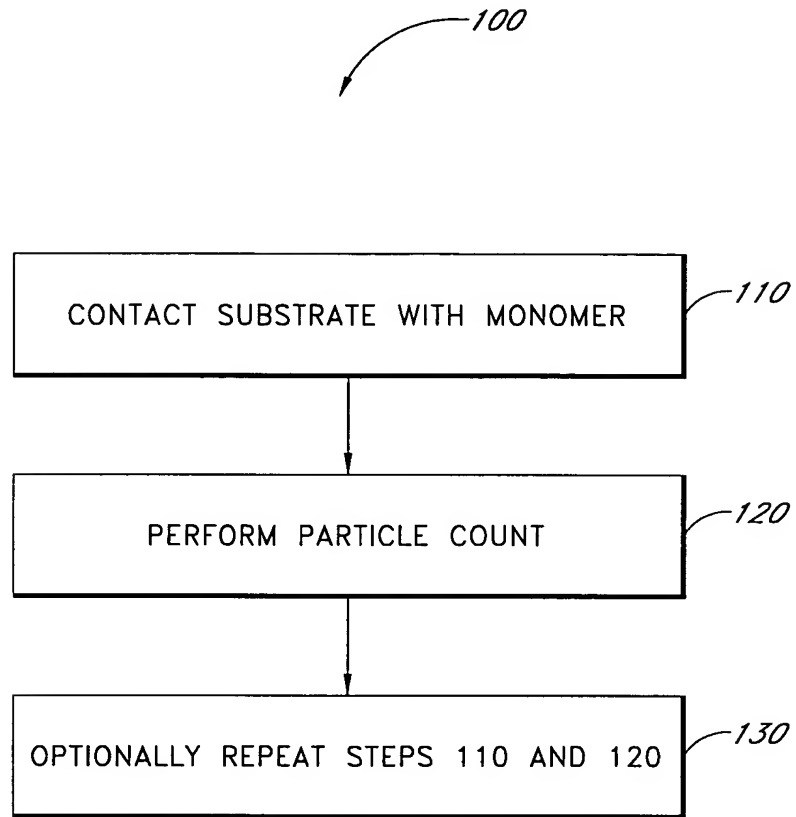 100
CONTACT SUBSTRATE WITH MONOMER
110
PERFORM PARTICLE COUNT
120
OPTIONALLY REPEAT STEPS 110 AND 120
130